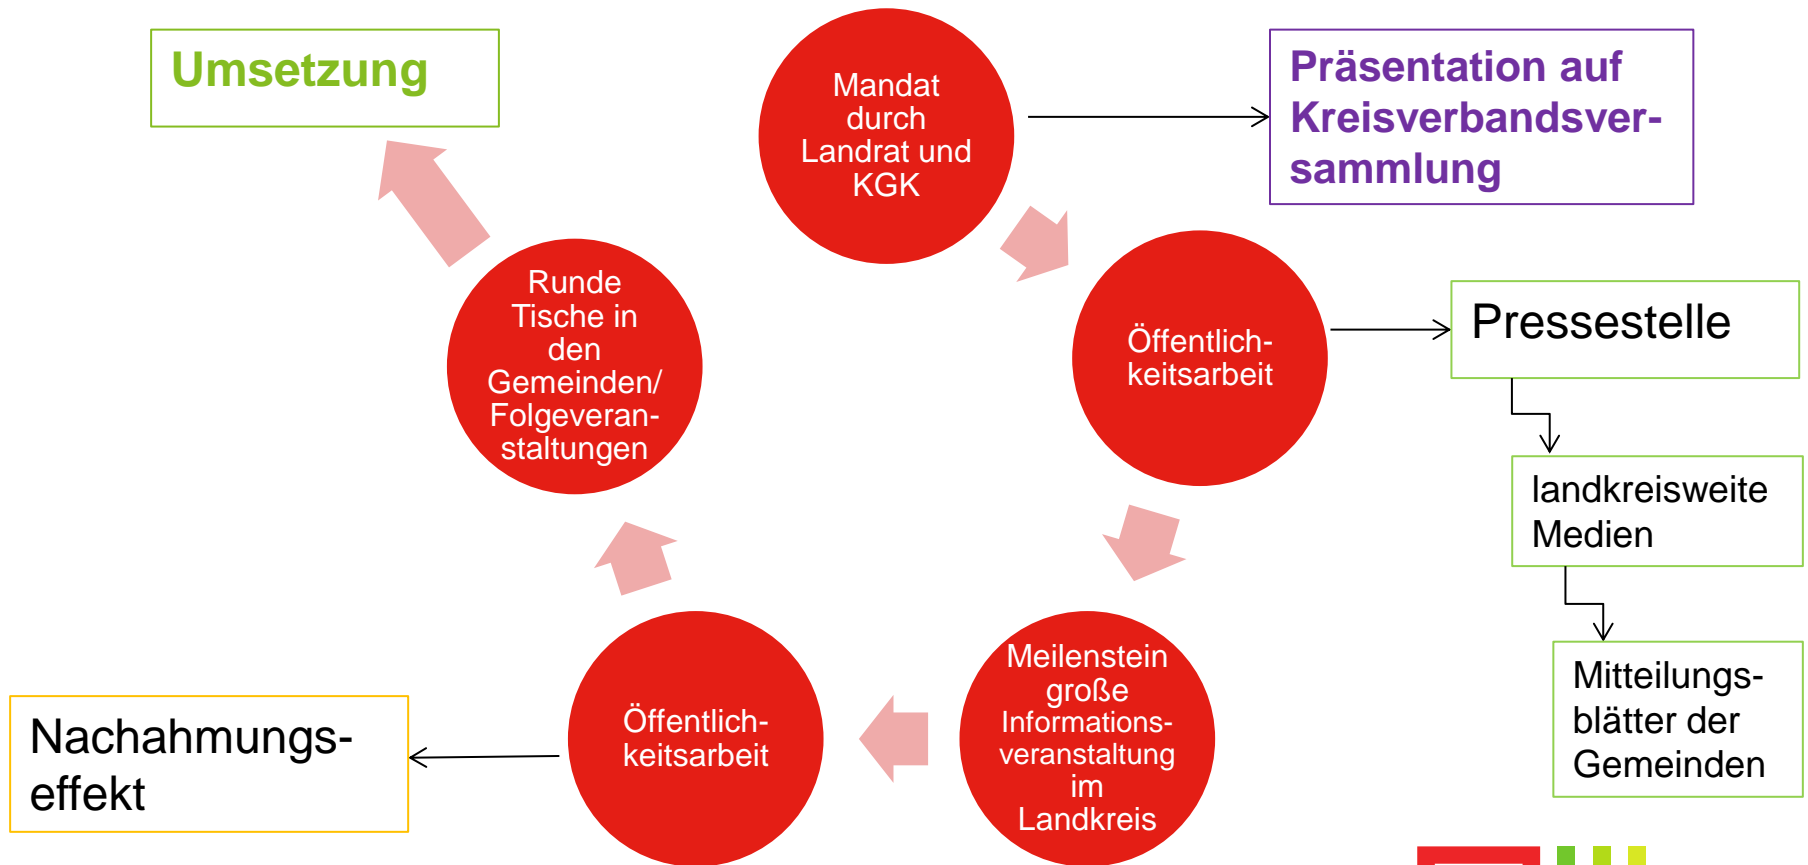 Umsetzung
Mandat
durch
Landrat und
KGK
Präsentation auf
Kreisverbandsver-
sammlung
Öffentlich-
keitsarbeit
Pressestelle
landkreisweite
Medien
Mitteilungs-
blätter der
Gemeinden
Meilenstein
große
Informations-
veranstaltung
im
Landkreis
Öffentlich-
keitsarbeit
Nachahmungs-
effekt
Runde
Tische in
den
Gemeinden/
Folgeveran-
staltungen